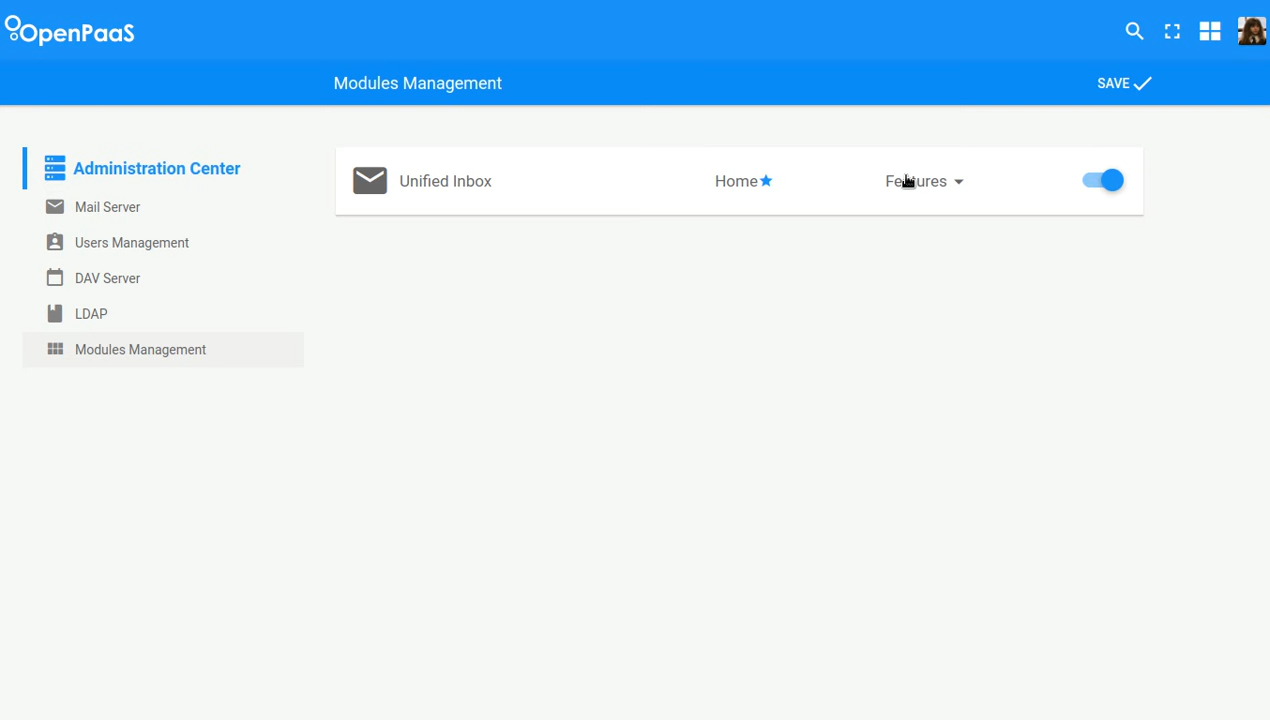 OpenPaaS
Modules Management
SAVE
Administration Center
Mail Server
Users Management
DAV Server
LDAP
Modules Management
Unified Inbox
Home
Features